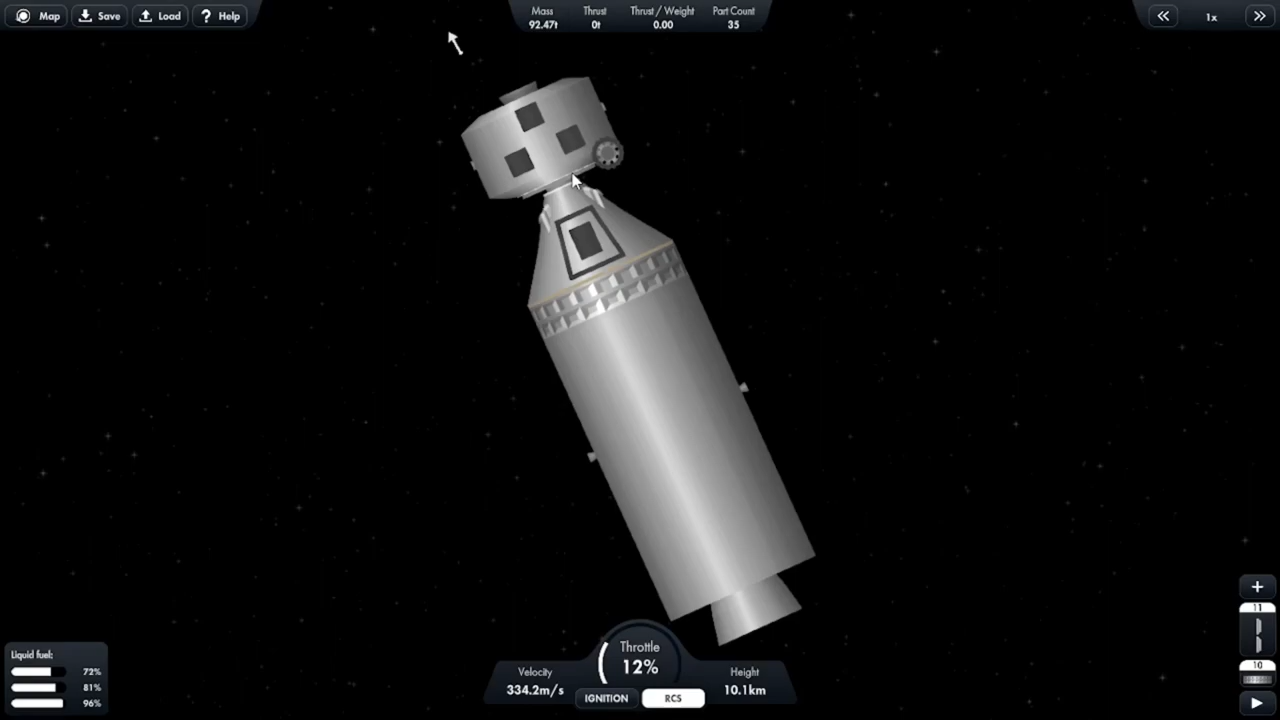 Map Save Load Help
Mass Thrust Thrust / Weight Part Count
92.47t 0t 0.00 35
1x
11
10
Liquid fuel:
72%
81%
96%
Throttle
12%
Velocity Height
334.2m/s 10.1km
IGNITION RCS